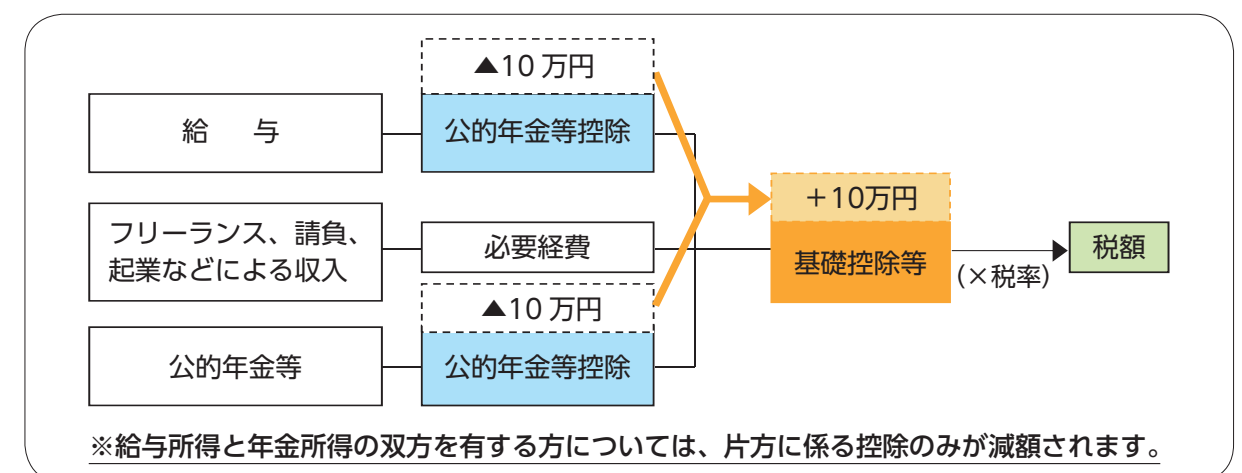 ▲10 万円
給 与
公的年金等控除
フリーランス、請負、
起業などによる収入
必要経費
▲10 万円
公的年金等
公的年金等控除
+10万円
基礎控除等
(×税率)
税額
※給与所得と年金所得の双方を有する方については、片方に係る控除のみが減額されます。